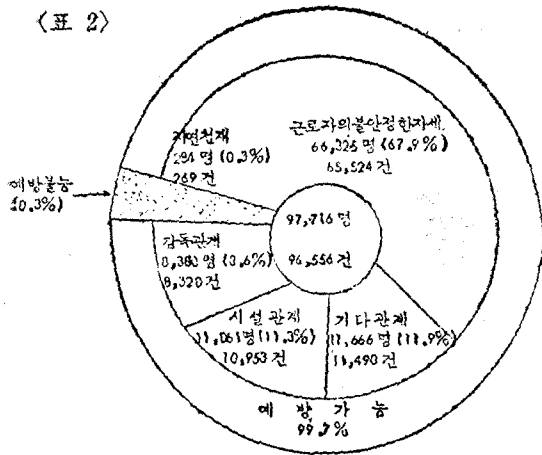 〈표 2〉
자연천재
284 명 (0.3%)
269 건
근로자의불안정한자세
66,325 명 (67.9%)
65,524 건
예방불능
(0.3%)
97,716 명
96,556 건
감독관계
8,380 명 (8.6%)
8,320 건
시설관계
11,061명 (11.3%)
10,953 건
기타관계
11,666 명 (11.9%)
11,490 건
예방가능
99.7%